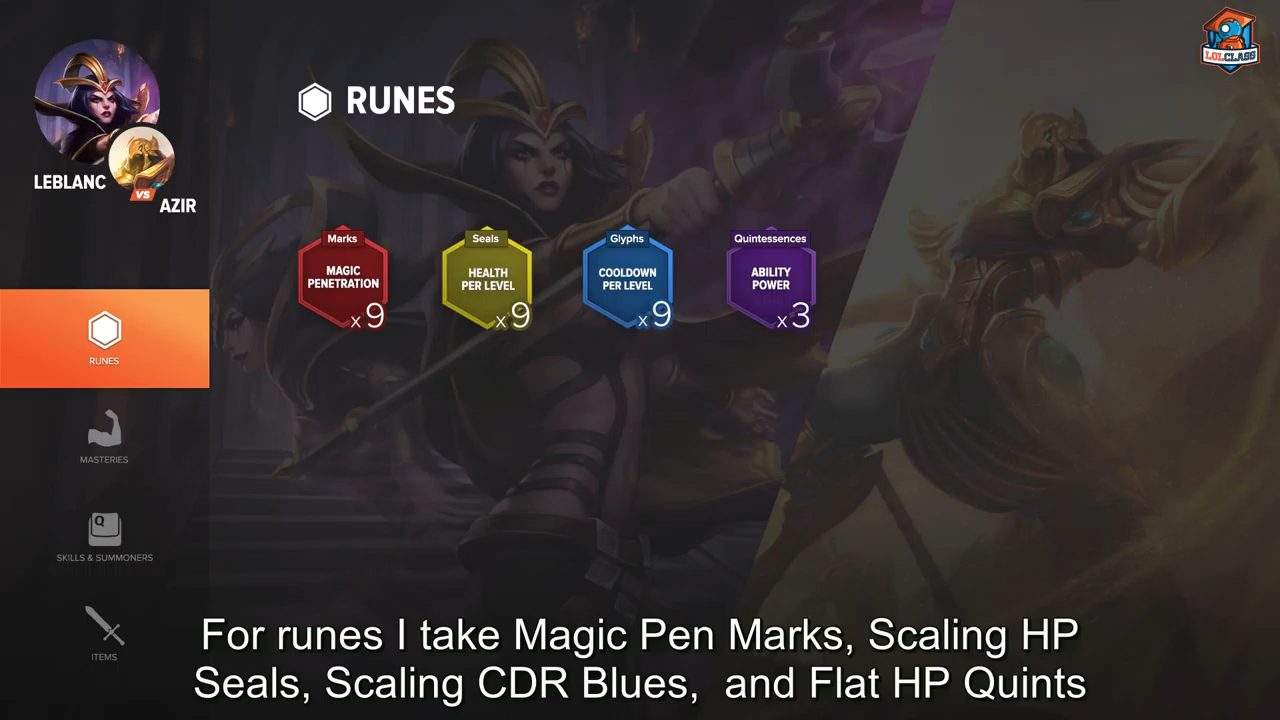 LOLCLASS
RUNES
LEBLANC
VS
AZIR
Marks
MAGIC
PENETRATION
x9
Seals
HEALTH
PER LEVEL
x9
Glyphs
COOLDOWN
PER LEVEL
x9
Quintessences
ABILITY
POWER
x3
RUNES
MASTERIES
Q
SKILLS & SUMMONERS
ITEMS
For runes I take Magic Pen Marks, Scaling HP
Seals, Scaling CDR Blues,  and Flat HP Quints